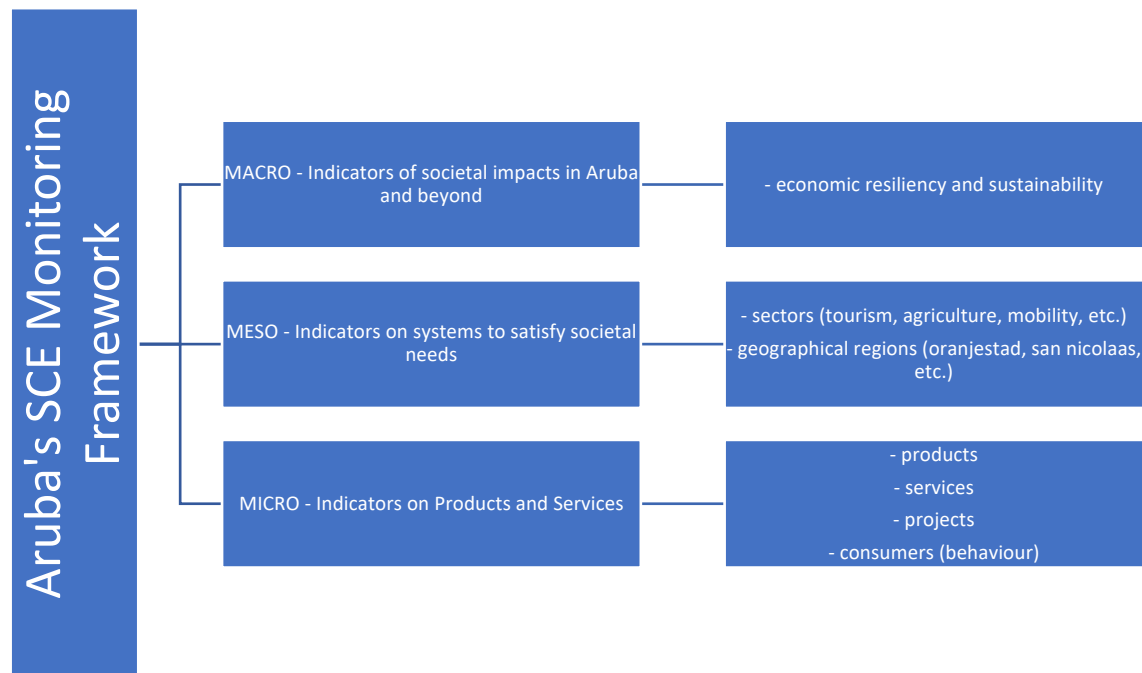 Aruba's SCE Monitoring
Framework
MACRO - Indicators of societal impacts in Aruba
and beyond
- economic resiliency and sustainability
MESO - Indicators on systems to satisfy societal
needs
- sectors (tourism, agriculture, mobility, etc.)
- geographical regions (oranjestad, san nicolaas,
etc.)
MICRO - Indicators on Products and Services
- products
- services
- projects
- consumers (behaviour)